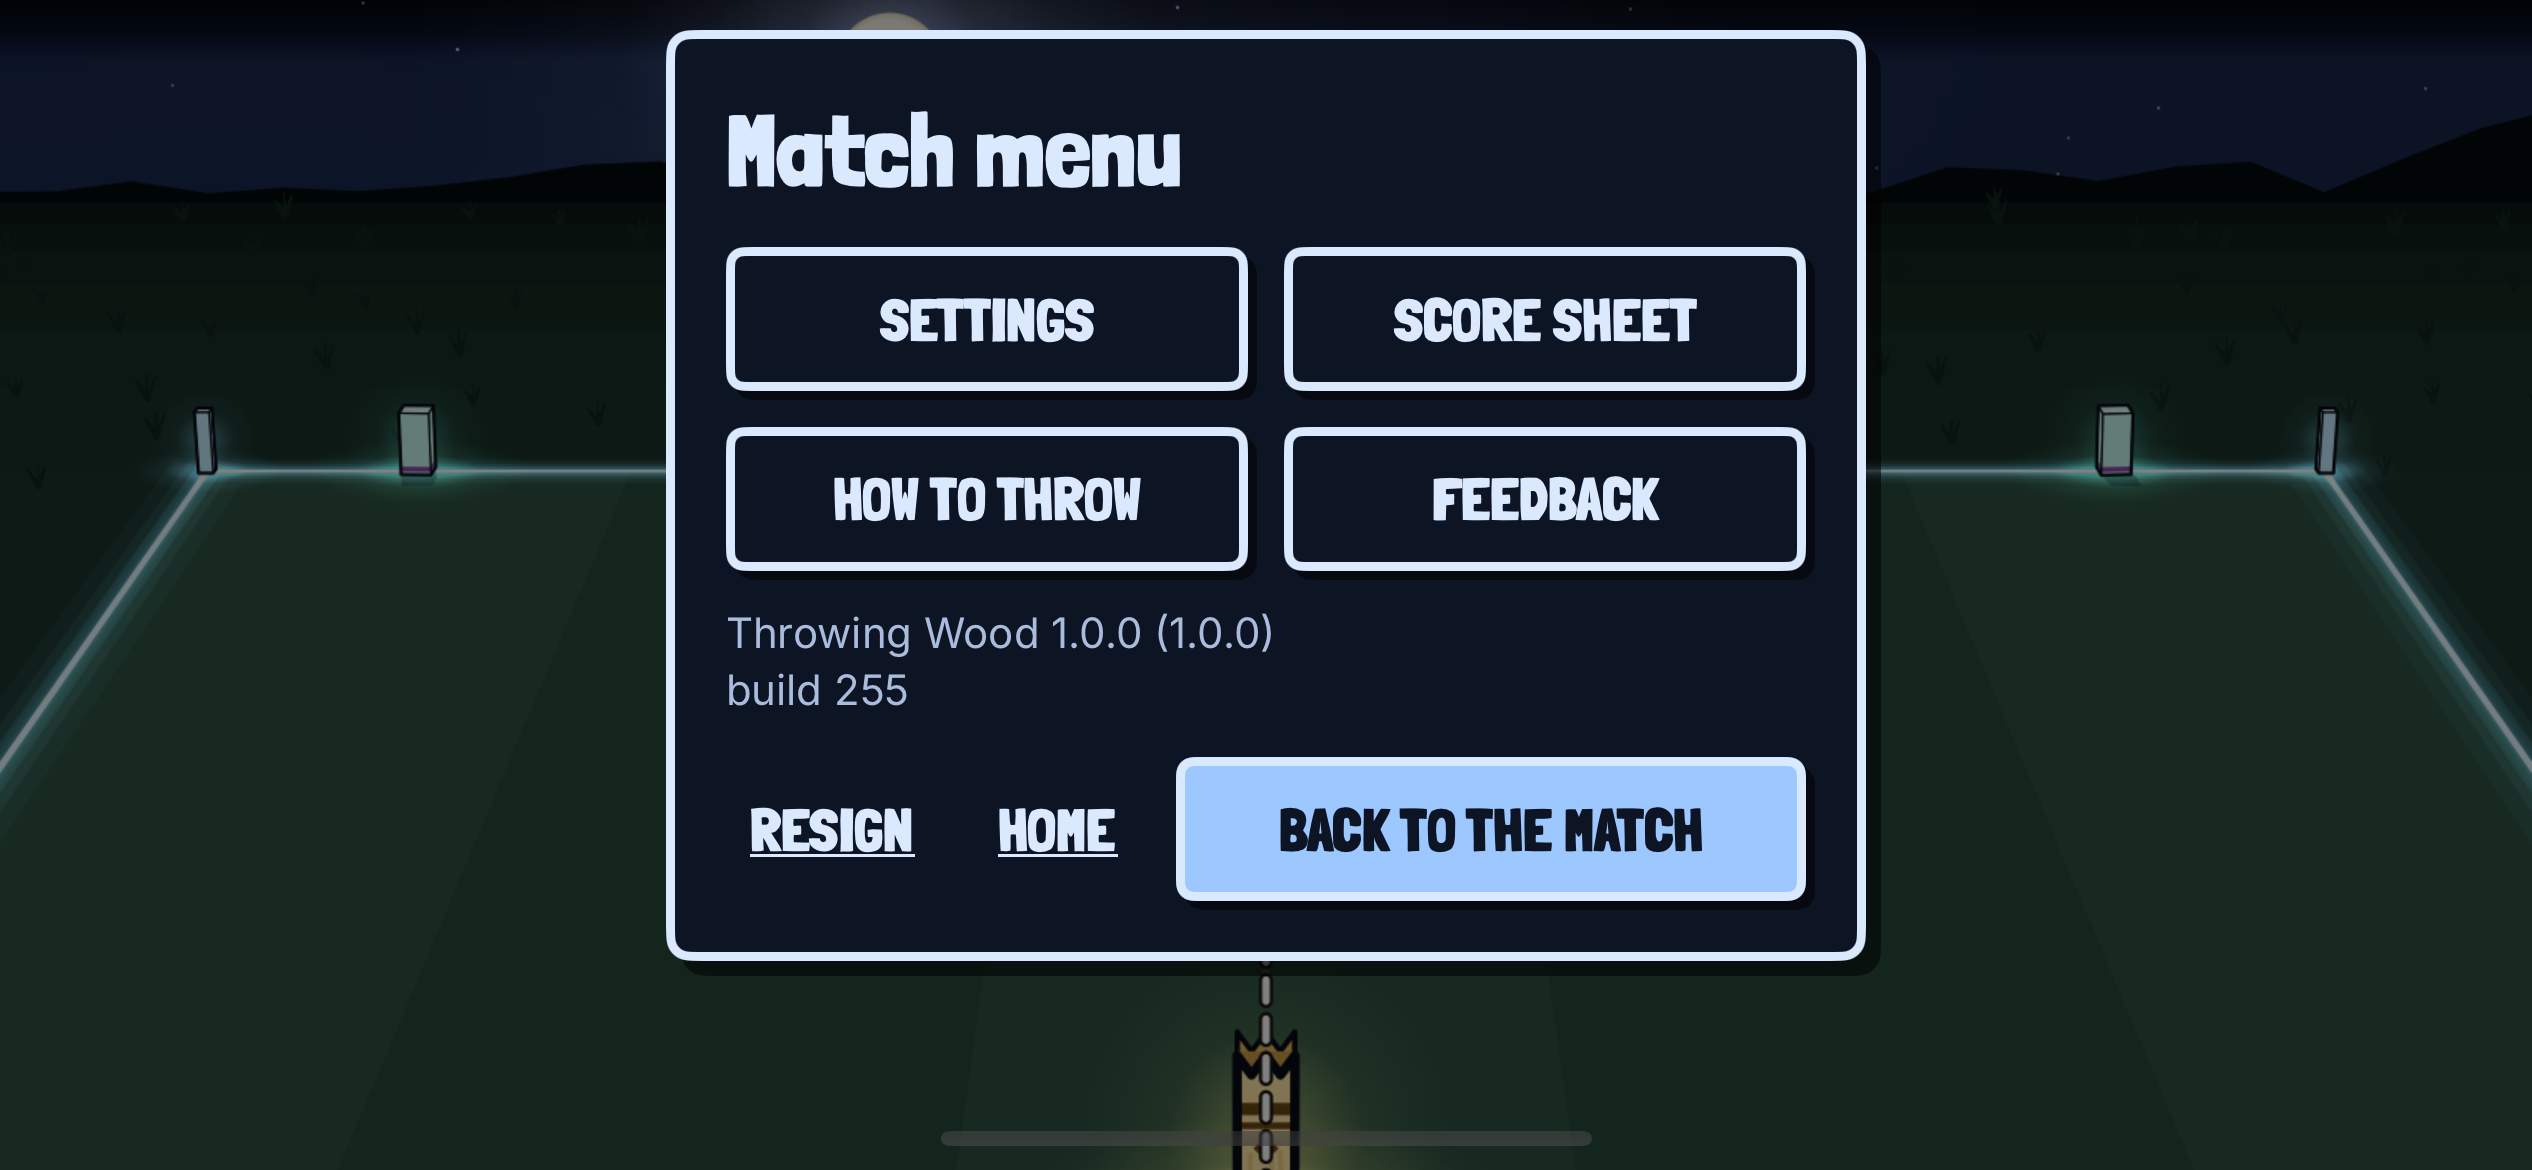 Match menu
SETTINGS
SCORE SHEET
HOW TO THROW
FEEDBACK
Throwing Wood 1.0.0 (1.0.0)
build 255
RESIGN
HOME
BACK TO THE MATCH